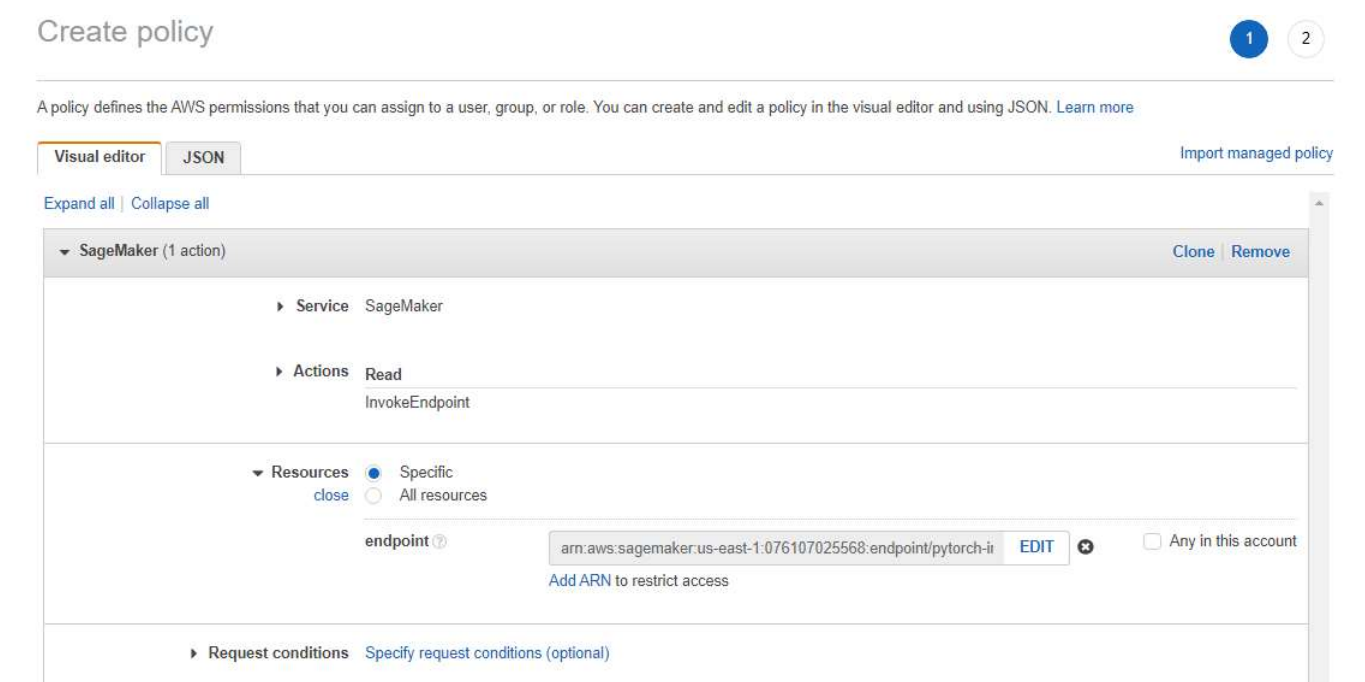 Create policy
1 2
A policy defines the AWS permissions that you can assign to a user, group, or role. You can create and edit a policy in the visual editor and using JSON. Learn more
Visual editor JSON Import managed policy
Expand all | Collapse all
SageMaker (1 action) Clone | Remove
Service SageMaker
Actions Read
InvokeEndpoint
Resources Specific
close All resources
endpoint arn:aws:sagemaker:us-east-1:076107025568:endpoint/pytorch-in EDIT Any in this account
Add ARN to restrict access
Request conditions Specify request conditions (optional)